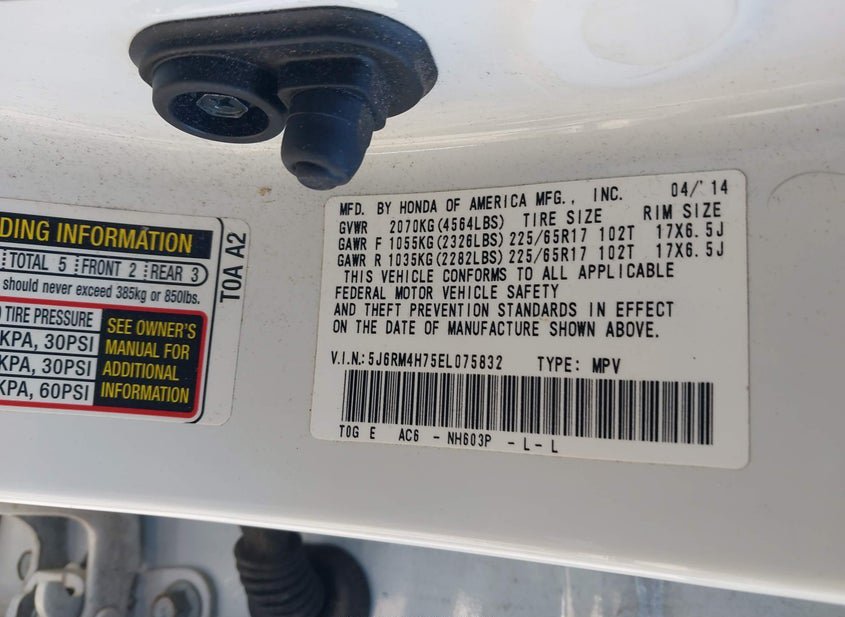 DING INFORMATION
TOTAL 5 FRONT 2 REAR 3
should never exceed 385kg or 850lbs.
TIRE PRESSURE
KPA, 30PSI
KPA, 30PSI
KPA, 60PSI
SEE OWNER'S
MANUAL FOR
ADDITIONAL
INFORMATION
T0A A2
MFD. BY HONDA OF AMERICA MFG., INC. 04/'14
GVWR 2070KG(4564LBS) TIRE SIZE RIM SIZE
GAWR F 1055KG(2326LBS) 225/65R17 102T 17X6.5J
GAWR R 1035KG(2282LBS) 225/65R17 102T 17X6.5J
THIS VEHICLE CONFORMS TO ALL APPLICABLE
FEDERAL MOTOR VEHICLE SAFETY
AND THEFT PREVENTION STANDARDS IN EFFECT
ON THE DATE OF MANUFACTURE SHOWN ABOVE.
V.I.N.:5J6RM4H75EL075832 TYPE: MPV
T0G E AC6 - NH603P - L - L